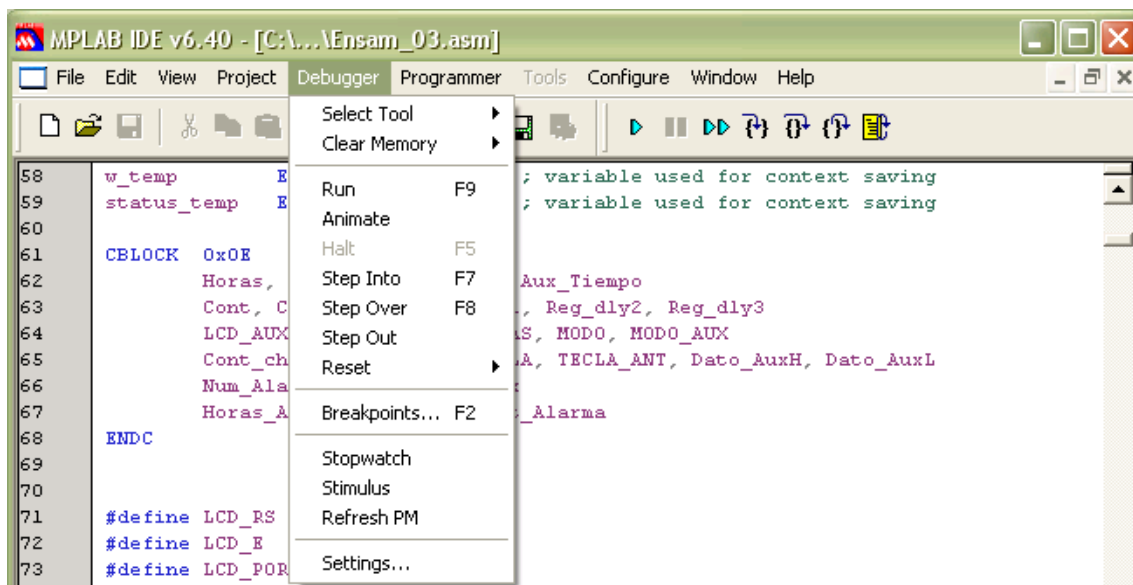 MPLAB IDE v6.40 - [C:\...\Ensam_03.asm]
File Edit View Project Debugger Programmer Tools Configure Window Help
Select Tool
Clear Memory
Run F9
Animate
Halt F5
Step Into F7
Step Over F8
Step Out
Reset
Breakpoints... F2
Stopwatch
Stimulus
Refresh PM
Settings...
58 w_temp E ; variable used for context saving
59 status_temp E ; variable used for context saving
60
61 CBLOCK 0x0E
62 Horas, Aux_Tiempo
63 Cont, C , Reg_dly2, Reg_dly3
64 LCD_AUX AS, MODO, MODO_AUX
65 Cont_ch LA, TECLA_ANT, Dato_AuxH, Dato_AuxL
66 Num_Ala
67 Horas_A _Alarma
68 ENDC
69
70
71 #define LCD_RS
72 #define LCD_E
73 #define LCD_POR